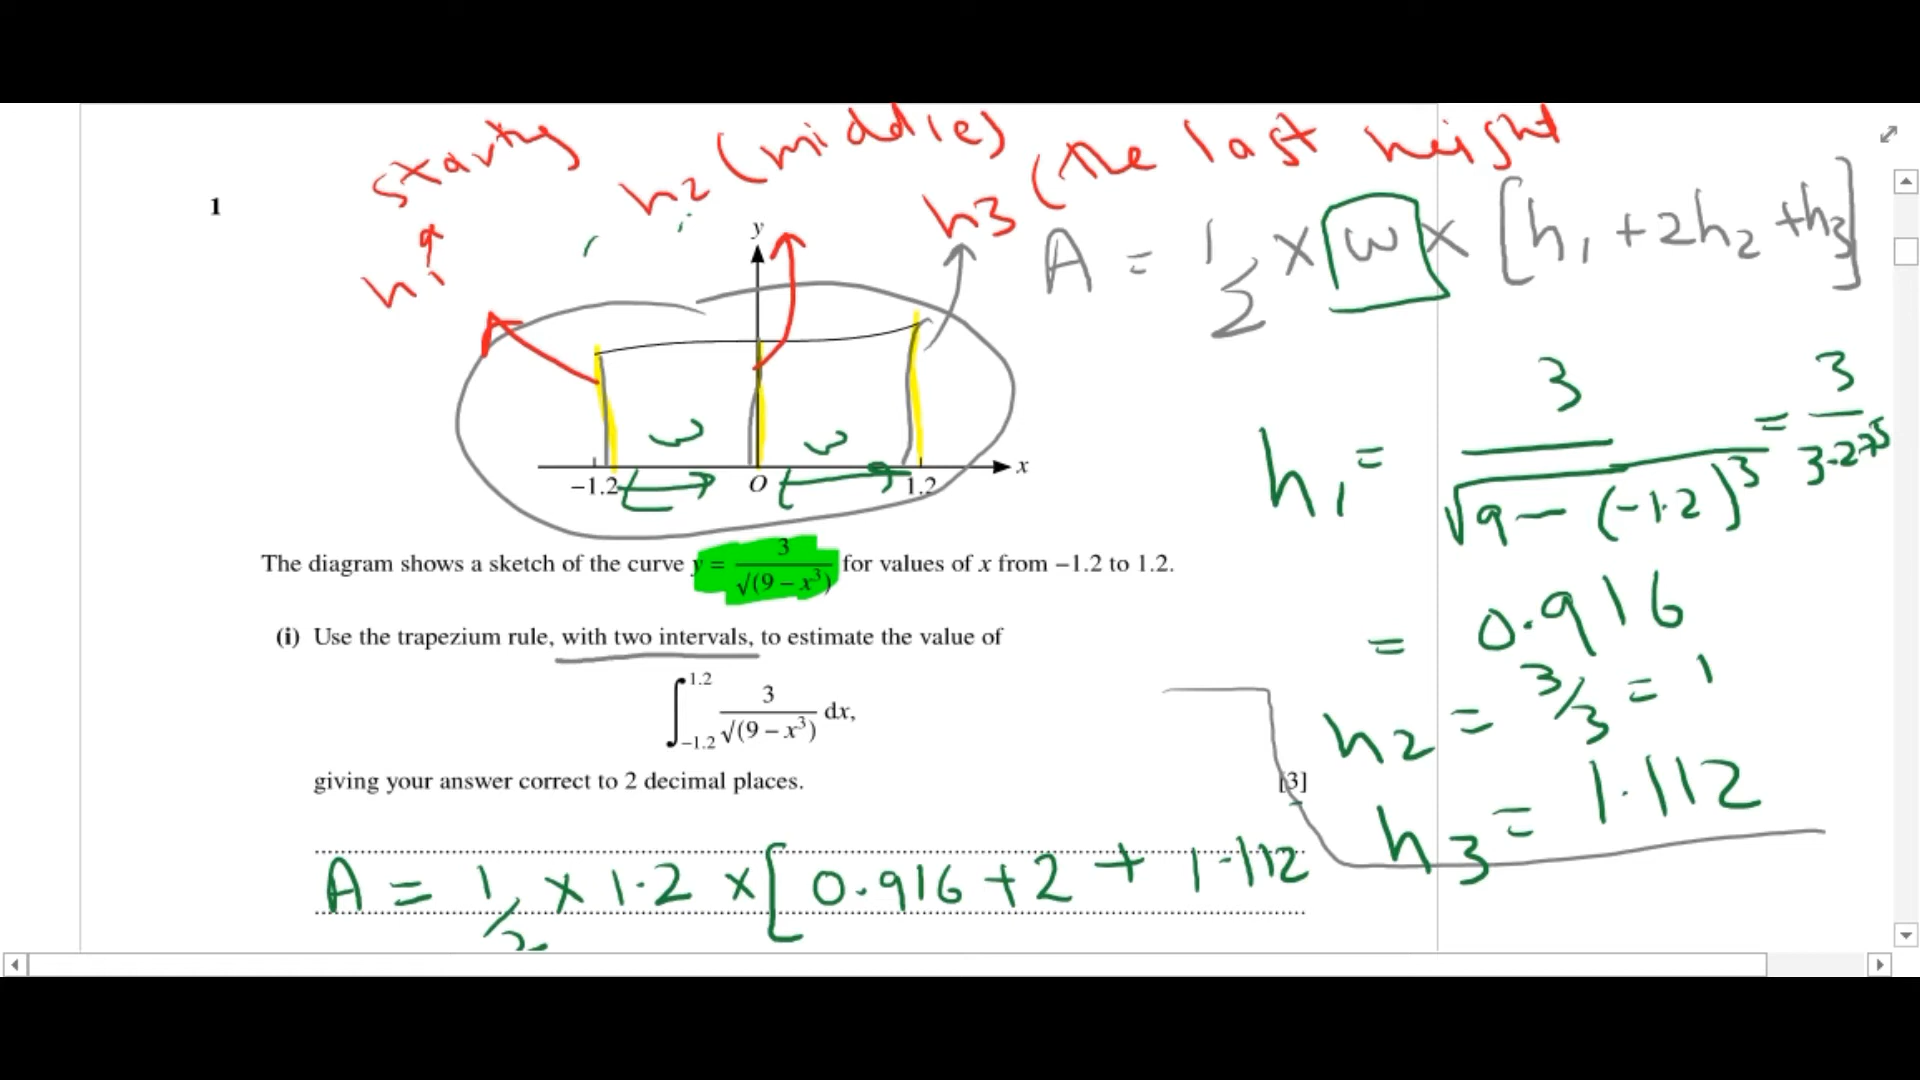 starting
h2 (middle)
h3 (the last height
1
h1
y
A = 1/2 × w × [h1 + 2h2 + h3]
w w
−1.2 O 1.2 x
h1 = 3/√9 − (−1.2)^3 = 3/3.275
The diagram shows a sketch of the curve y = 3/√(9 − x³) for values of x from −1.2 to 1.2.
= 0.916
(i) Use the trapezium rule, with two intervals, to estimate the value of
∫_{−1.2}^{1.2} 3/√(9 − x³) dx,
h2 = 3/3 = 1
giving your answer correct to 2 decimal places. [3]
h3 = 1.112
A = 1/2 × 1.2 × [0.916 + 2 + 1.112